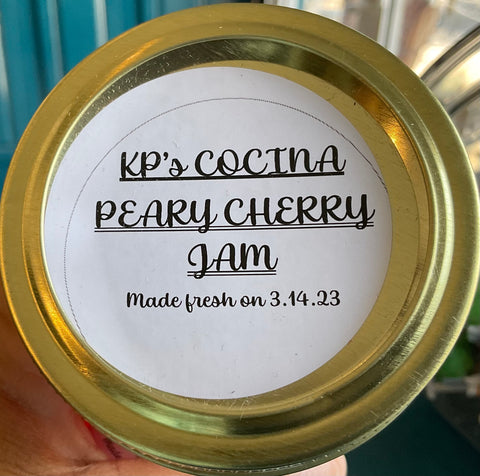 KP's COCINA
PEARY CHERRY
JAM
Made fresh on 3.14.23